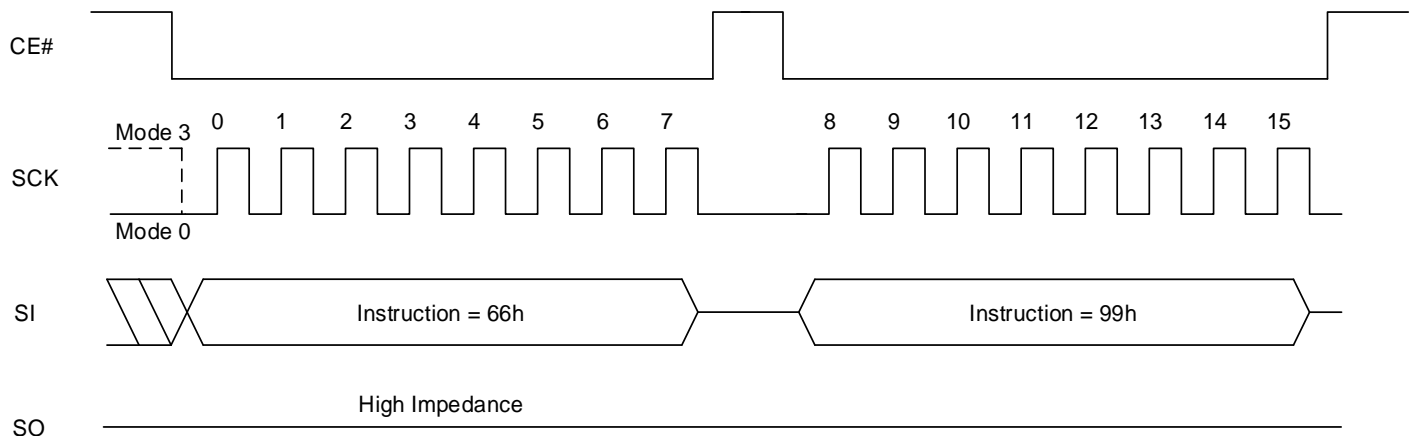 CE#
Mode 3 0 1 2 3 4 5 6 7 8 9 10 11 12 13 14 15
SCK
Mode 0
SI Instruction = 66h Instruction = 99h
High Impedance
SO